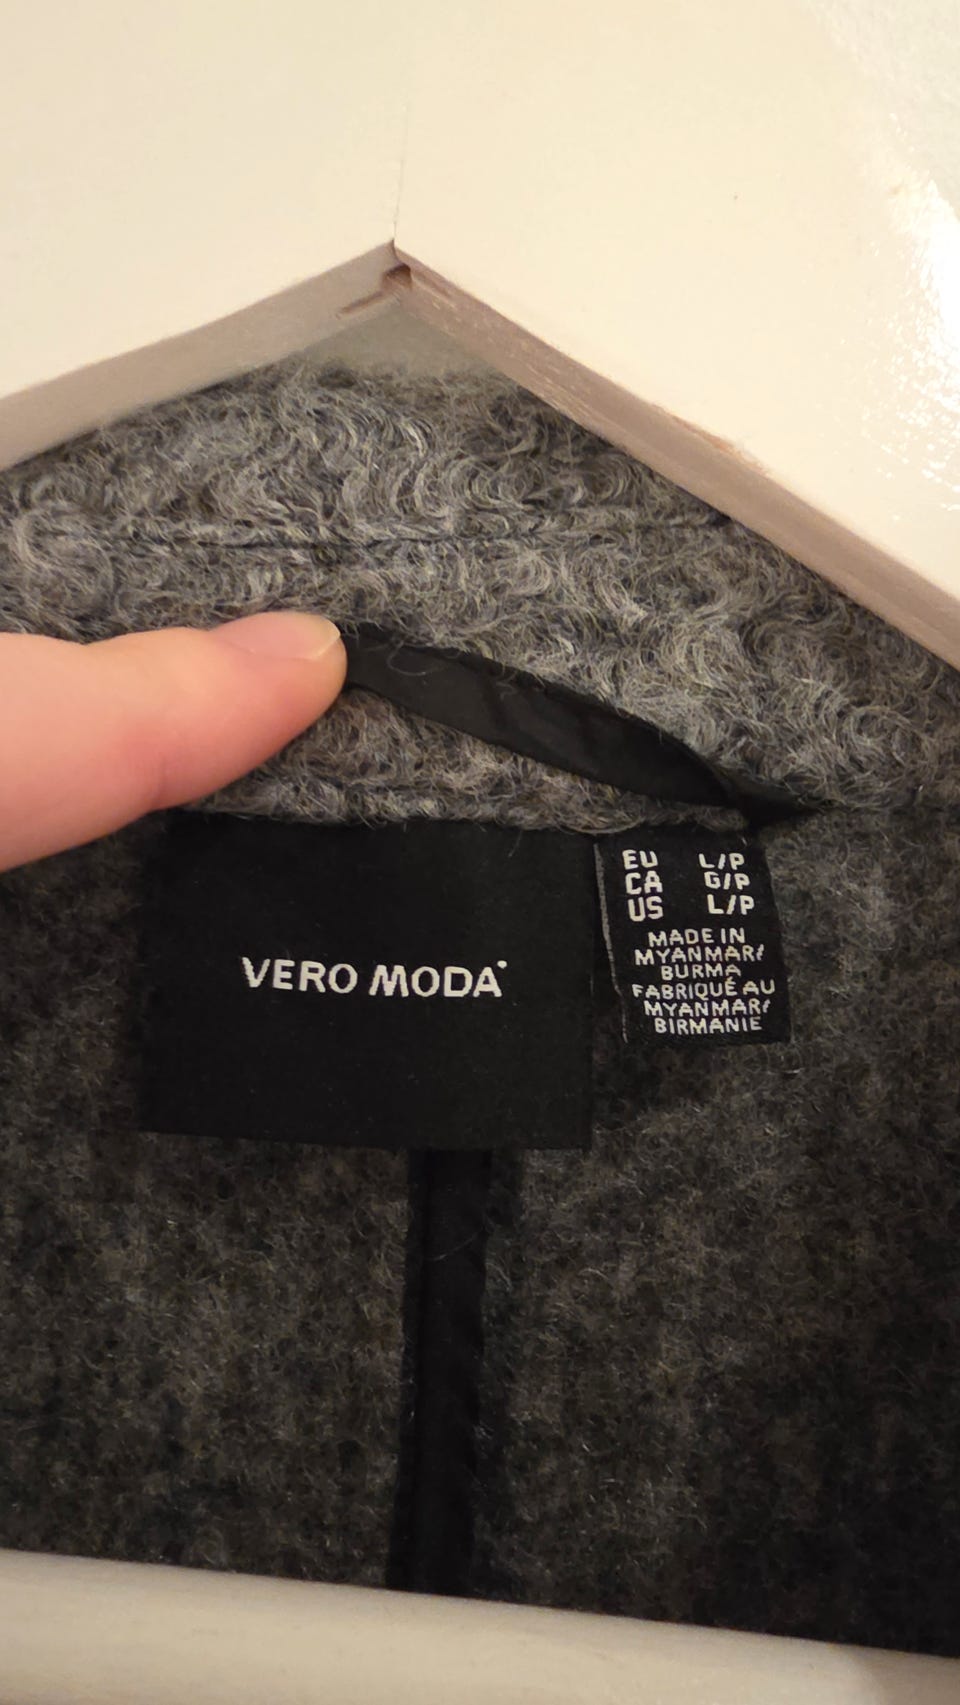 VERO MODA
EU L/P
CA G/P
US L/P
MADE IN
MYANMAR/
BURMA
FABRIQUÉ AU
MYANMAR/
BIRMANIE